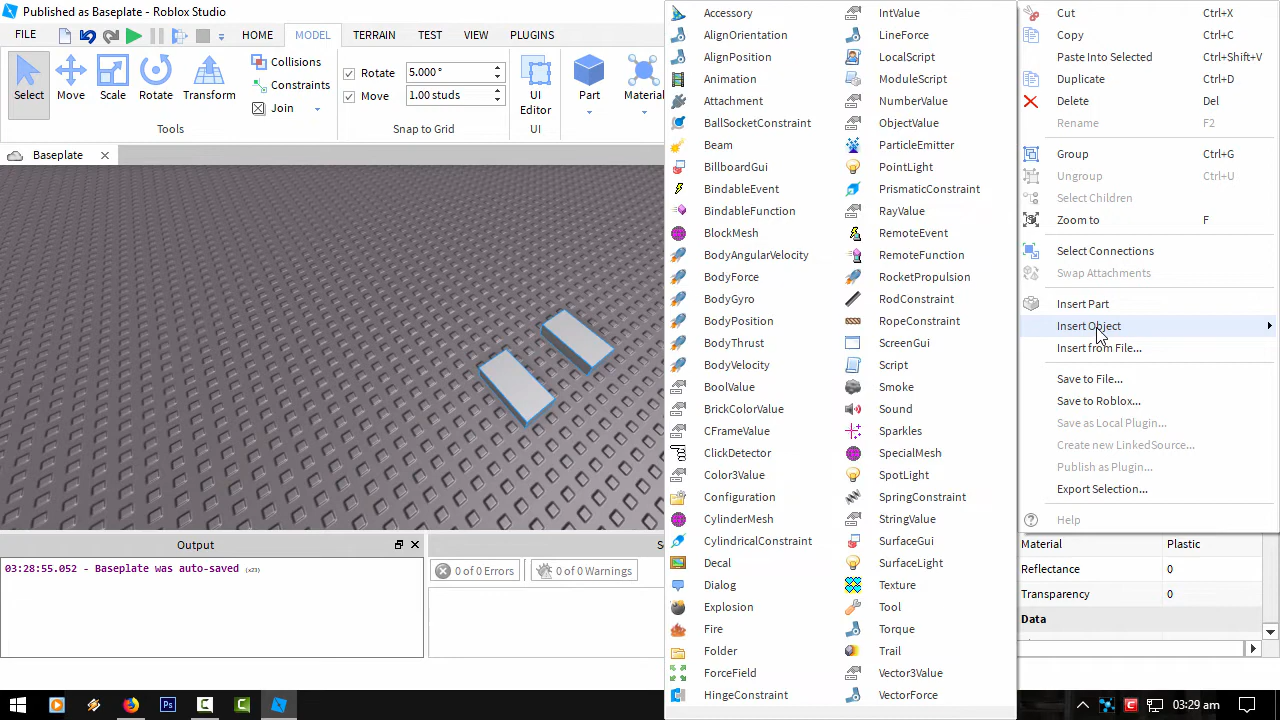 Published as Baseplate - Roblox Studio
FILE
HOME
MODEL
TERRAIN
TEST
VIEW
PLUGINS
Select
Move
Scale
Rotate
Transform
Collisions
Constraints
Join
Tools
Rotate
5.000 °
Move
1.00 studs
Snap to Grid
UI
Editor
UI
Part
Material
Baseplate
Output
03:28:55.052 - Baseplate was auto-saved (x23)
0 of 0 Errors
0 of 0 Warnings
Accessory
AlignOrientation
AlignPosition
Animation
Attachment
BallSocketConstraint
Beam
BillboardGui
BindableEvent
BindableFunction
BlockMesh
BodyAngularVelocity
BodyForce
BodyGyro
BodyPosition
BodyThrust
BodyVelocity
BoolValue
BrickColorValue
CFrameValue
ClickDetector
Color3Value
Configuration
CylinderMesh
CylindricalConstraint
Decal
Dialog
Explosion
Fire
Folder
ForceField
HingeConstraint
IntValue
LineForce
LocalScript
ModuleScript
NumberValue
ObjectValue
ParticleEmitter
PointLight
PrismaticConstraint
RayValue
RemoteEvent
RemoteFunction
RocketPropulsion
RodConstraint
RopeConstraint
ScreenGui
Script
Smoke
Sound
Sparkles
SpecialMesh
SpotLight
SpringConstraint
StringValue
SurfaceGui
SurfaceLight
Texture
Tool
Torque
Trail
Vector3Value
VectorForce
Cut Ctrl+X
Copy Ctrl+C
Paste Into Selected Ctrl+Shift+V
Duplicate Ctrl+D
Delete Del
Rename F2
Group Ctrl+G
Ungroup Ctrl+U
Select Children
Zoom to F
Select Connections
Swap Attachments
Insert Part
Insert Object
Insert from File...
Save to File...
Save to Roblox...
Save as Local Plugin...
Create new LinkedSource...
Publish as Plugin...
Export Selection...
Help
Material Plastic
Reflectance 0
Transparency 0
Data
Ps
03:29 am